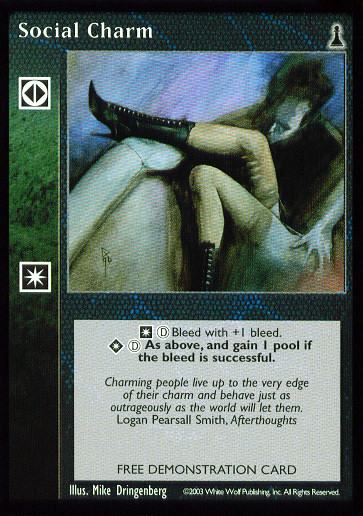 Social Charm
D Bleed with +1 bleed.
D As above, and gain 1 pool if
the bleed is successful.
Charming people live up to the very edge
of their charm and behave just as
outrageously as the world will let them.
Logan Pearsall Smith, Afterthoughts
FREE DEMONSTRATION CARD
Illus. Mike Dringenberg ©2003 White Wolf Publishing, Inc. All Rights Reserved.